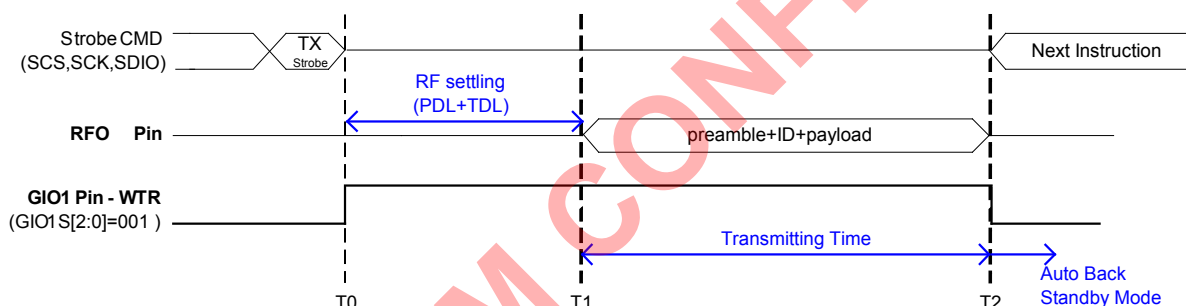 Strobe CMD
(SCS,SCK,SDIO)
TX
Strobe
Next Instruction
RF settling
(PDL+TDL)
RFO Pin
preamble+ID+payload
GIO1 Pin - WTR
(GIO1S[2:0]=001 )
Transmitting Time
Auto Back
Standby Mode
T0
T1
T2
M CONF